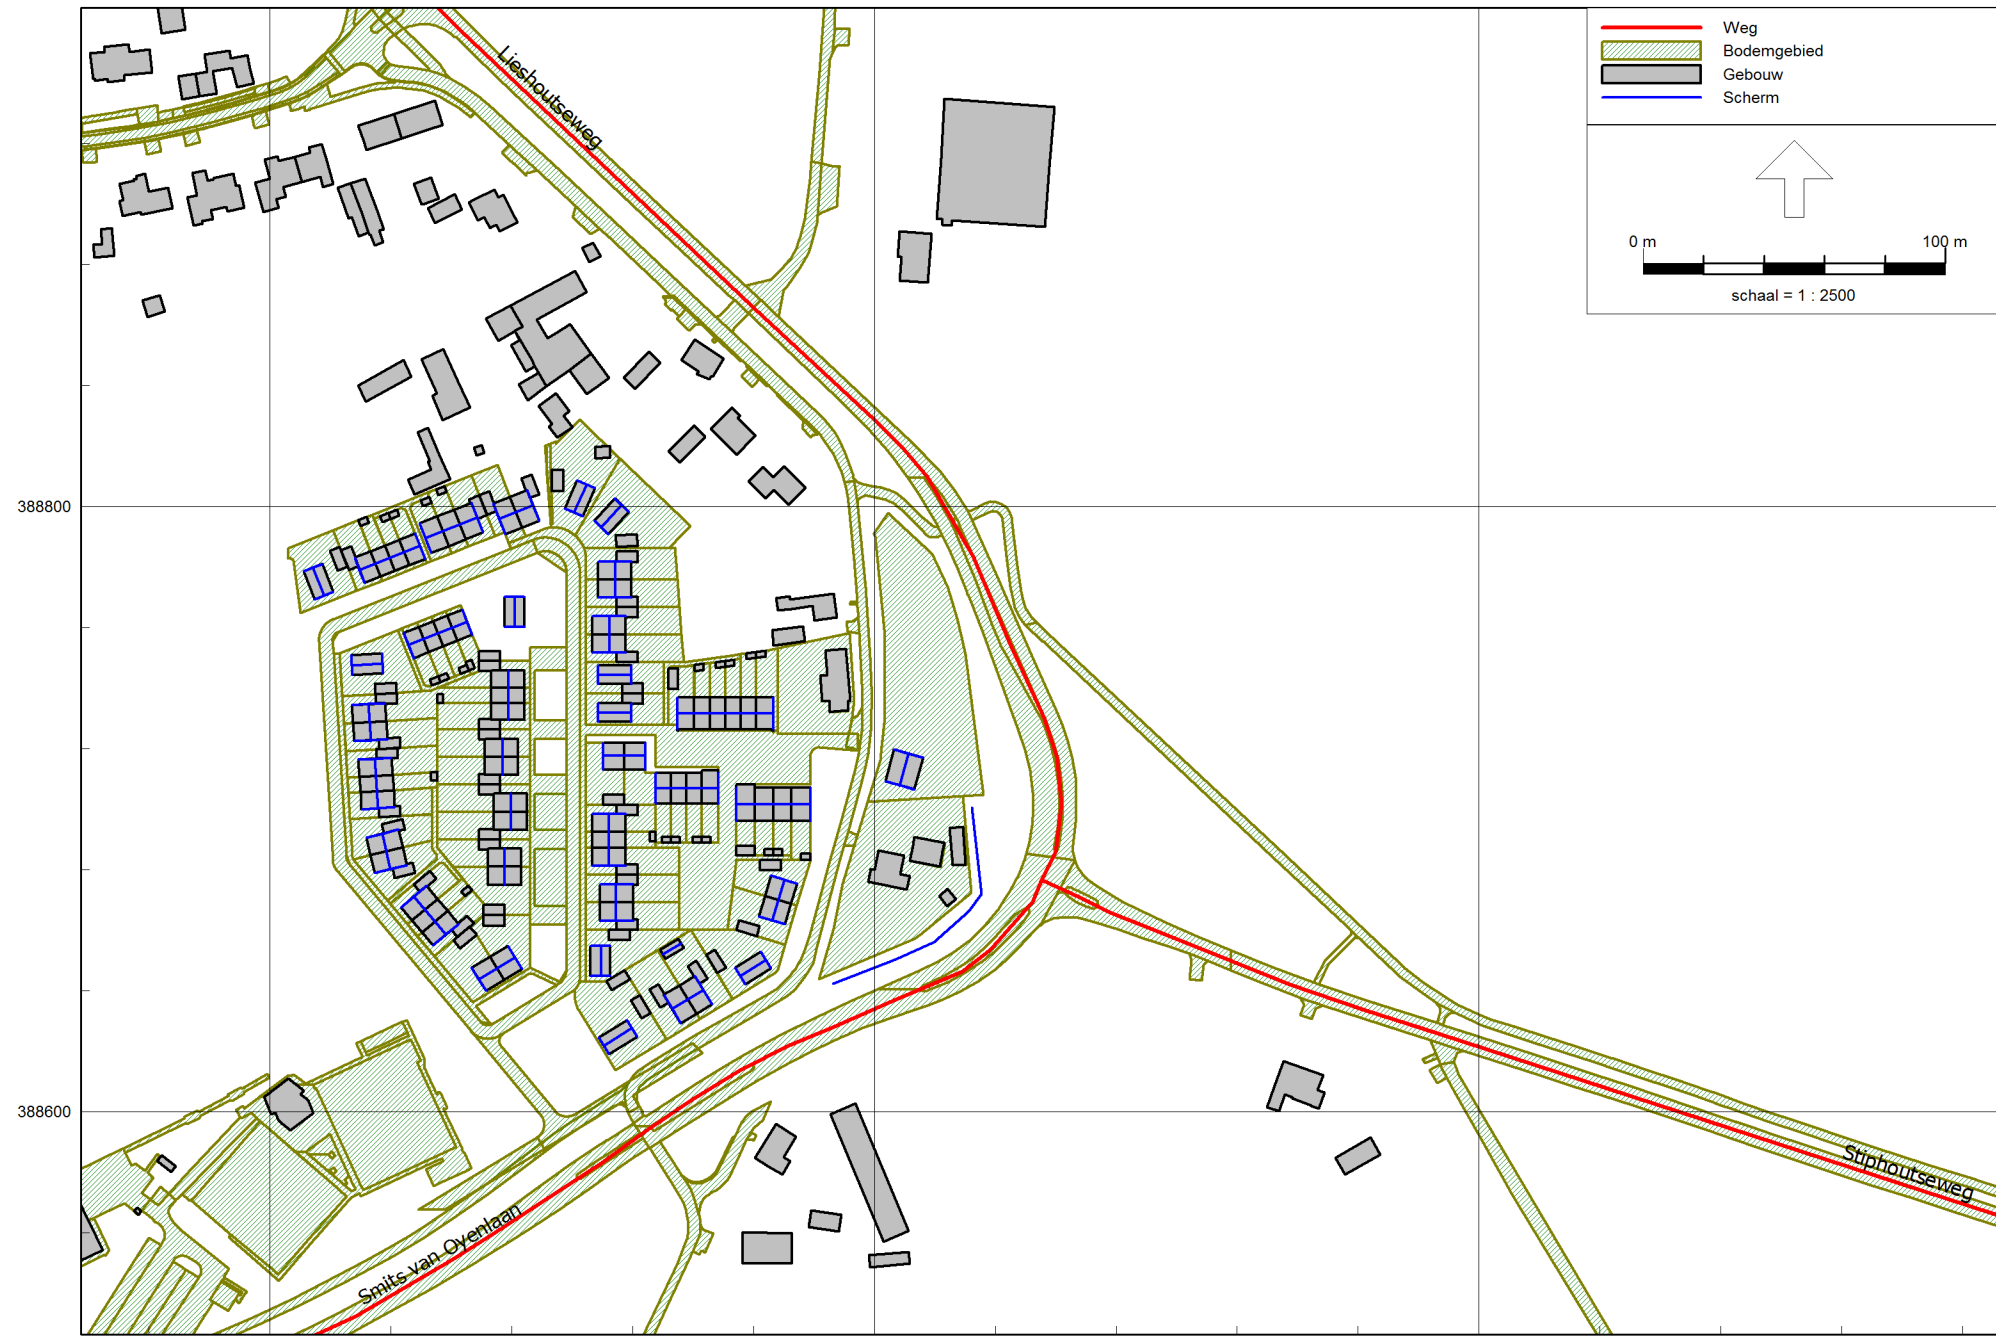 Weg
Bodemgebied
Gebouw
Scherm
0 m 100 m
schaal = 1 : 2500
Lieshoutseweg
388800
388600
Stiphoutseweg
Smits van Oyenlaan